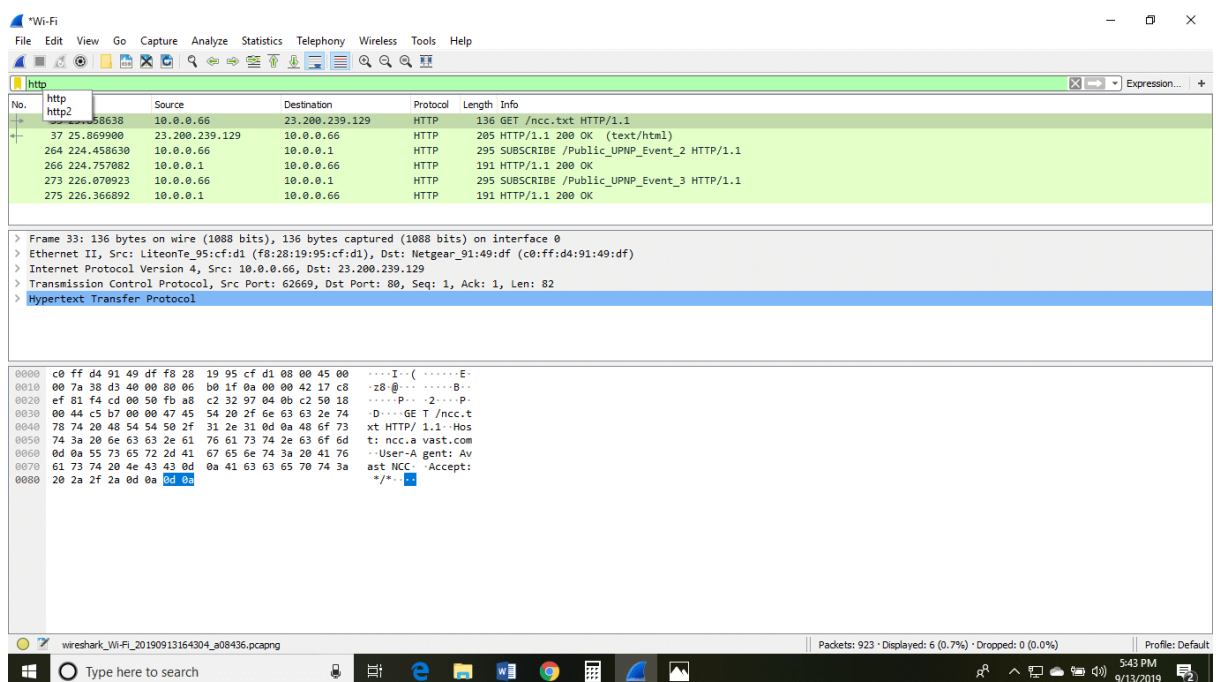 *Wi-Fi
File Edit View Go Capture Analyze Statistics Telephony Wireless Tools Help
http
Expression... +
http
http2
No. Source Destination Protocol Length Info
10.0.0.66 23.200.239.129 HTTP 136 GET /ncc.txt HTTP/1.1
37 25.869900 23.200.239.129 10.0.0.66 HTTP 205 HTTP/1.1 200 OK (text/html)
264 224.458630 10.0.0.66 10.0.0.1 HTTP 295 SUBSCRIBE /Public_UPNP_Event_2 HTTP/1.1
266 224.757082 10.0.0.1 10.0.0.66 HTTP 191 HTTP/1.1 200 OK
273 226.070923 10.0.0.66 10.0.0.1 HTTP 295 SUBSCRIBE /Public_UPNP_Event_3 HTTP/1.1
275 226.366892 10.0.0.1 10.0.0.66 HTTP 191 HTTP/1.1 200 OK
> Frame 33: 136 bytes on wire (1088 bits), 136 bytes captured (1088 bits) on interface 0
> Ethernet II, Src: LiteonTe_95:cf:d1 (f8:28:19:95:cf:d1), Dst: Netgear_91:49:df (c0:ff:d4:91:49:df)
> Internet Protocol Version 4, Src: 10.0.0.66, Dst: 23.200.239.129
> Transmission Control Protocol, Src Port: 62669, Dst Port: 80, Seq: 1, Ack: 1, Len: 82
> Hypertext Transfer Protocol
0000 c0 ff d4 91 49 df f8 28 19 95 cf d1 08 00 45 00 ····I··( ······E·
0010 00 7a 38 d3 40 00 80 06 b0 1f 0a 00 00 42 17 c8 ·z8·@··· ·····B··
0020 ef 81 f4 cd 00 50 fb a8 c2 32 97 04 0b c2 50 18 ·····P·· ·2····P·
0030 00 44 c5 b7 00 00 47 45 54 20 2f 6e 63 63 2e 74 ·D····GE T /ncc.t
0040 78 74 20 48 54 54 50 2f 31 2e 31 0d 0a 48 6f 73 xt HTTP/ 1.1··Hos
0050 74 3a 20 6e 63 63 2e 61 76 61 73 74 2e 63 6f 6d t: ncc.a vast.com
0060 0d 0a 55 73 65 72 2d 41 67 65 6e 74 3a 20 41 76 ··User-A gent: Av
0070 61 73 74 20 4e 43 43 0d 0a 41 63 63 65 70 74 3a ast NCC· ·Accept:
0080 20 2a 2f 2a 0d 0a 0d 0a */*····
wireshark_Wi-Fi_20190913164304_a08436.pcapng
Packets: 923 · Displayed: 6 (0.7%) · Dropped: 0 (0.0%)
Profile: Default
Type here to search
5:43 PM
9/13/2019
2